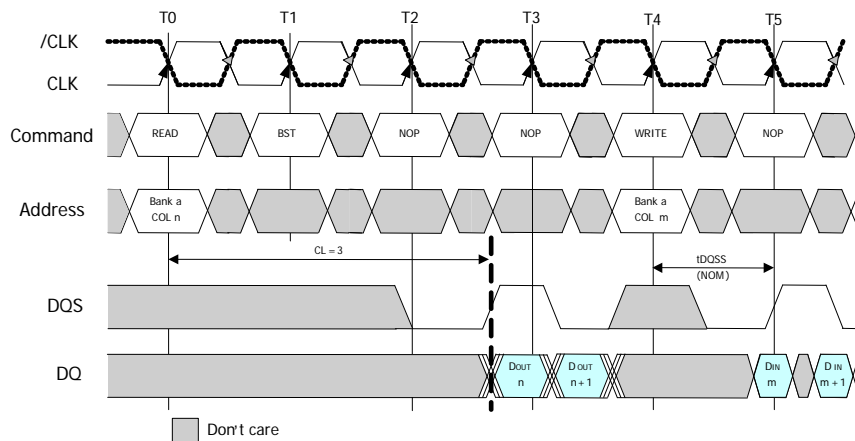 T0 T1 T2 T3 T4 T5
/CLK
CLK
Command READ BST NOP NOP WRITE NOP
Address Bank a Bank a
COL n COL m
CL = 3 tDQSS
(NOM)
DQS
DQ DOUT DOUT DIN D IN
n n+1 m m + 1
Don't care